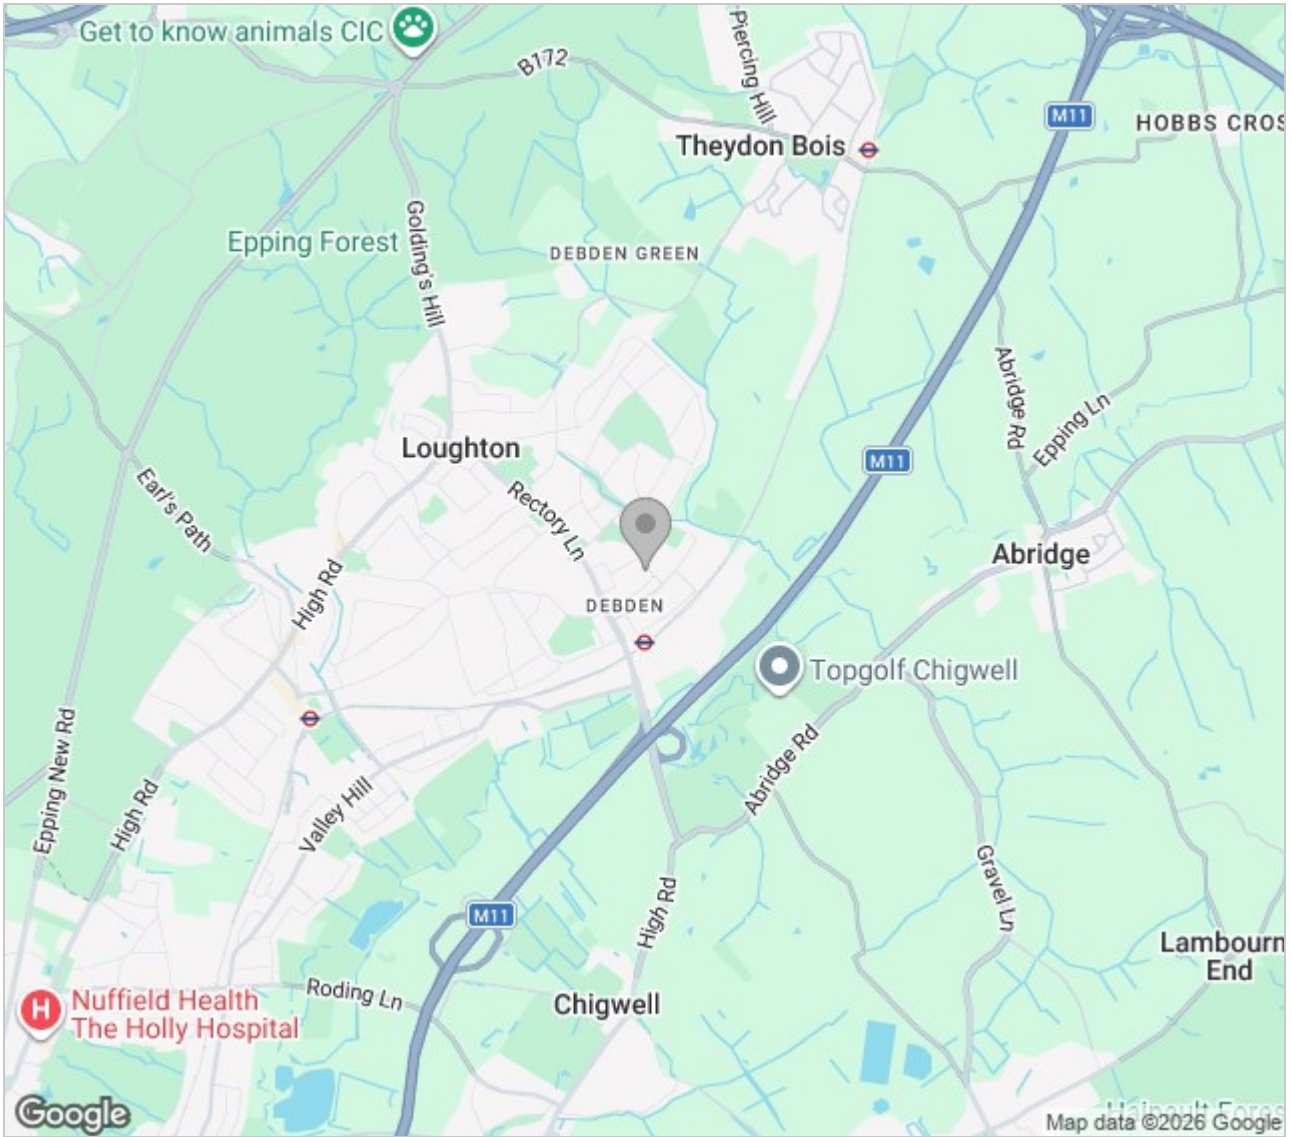 Get to know animals CIC
B172
Piercing Hill
M11
HOBBS CROS
Theydon Bois
Epping Forest
Golding's Hill
DEBDEN GREEN
Abridge Rd
Epping Ln
Loughton
M11
Earl's Path
Rectory Ln
High Rd
Abridge
DEBDEN
Topgolf Chigwell
Epping New Rd
High Rd
Valley Hill
Abridge Rd
Gravel Ln
High Rd
M11
Lambourn
End
Roding Ln
Chigwell
Nuffield Health
The Holly Hospital
Google
Hainault Fores
Map data ©2026 Google